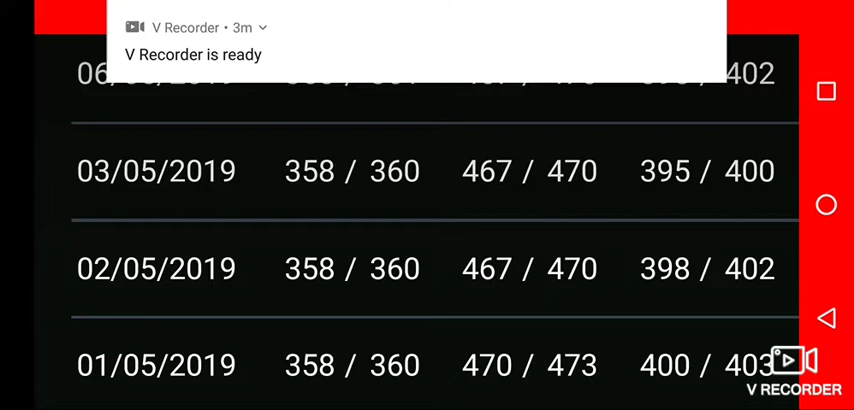 V Recorder • 3m
V Recorder is ready
402
03/05/2019 358 / 360 467 / 470 395 / 400
02/05/2019 358 / 360 467 / 470 398 / 402
01/05/2019 358 / 360 470 / 473 400 / 403
V RECORDER